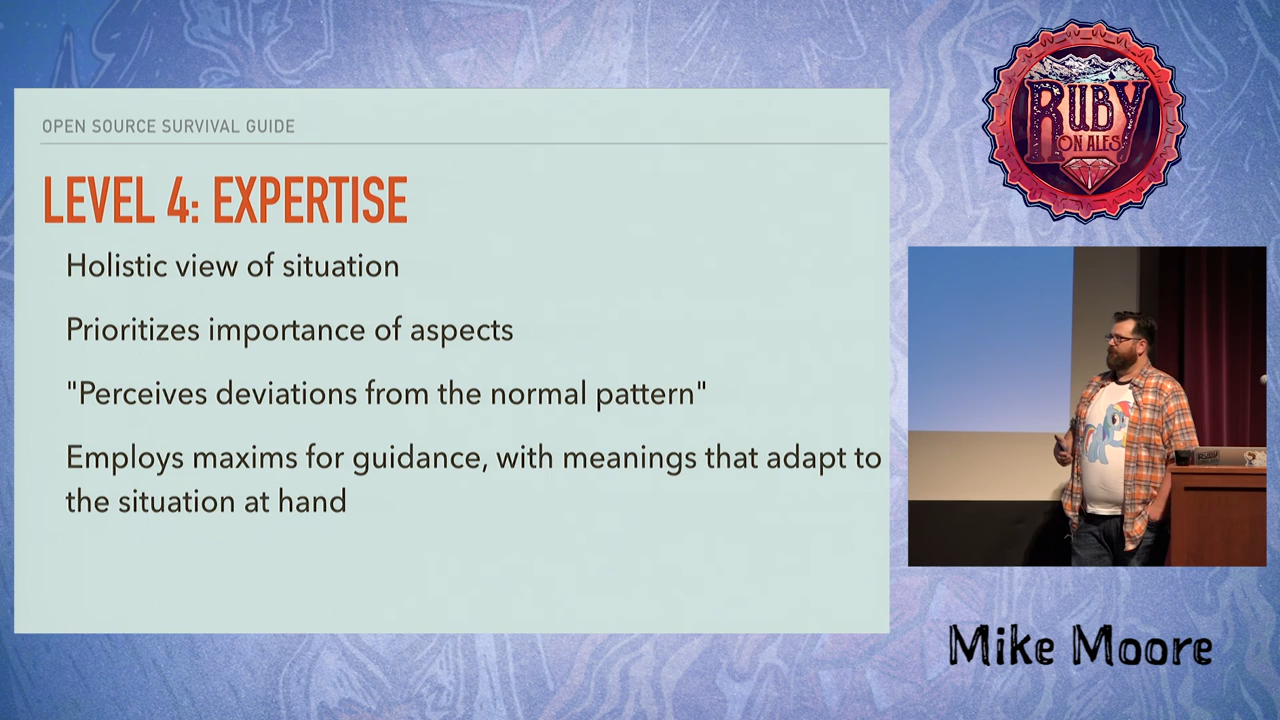 OPEN SOURCE SURVIVAL GUIDE
LEVEL 4: EXPERTISE
Holistic view of situation
Prioritizes importance of aspects
"Perceives deviations from the normal pattern"
Employs maxims for guidance, with meanings that adapt to
the situation at hand
RUBY
ON ALES
Mike Moore